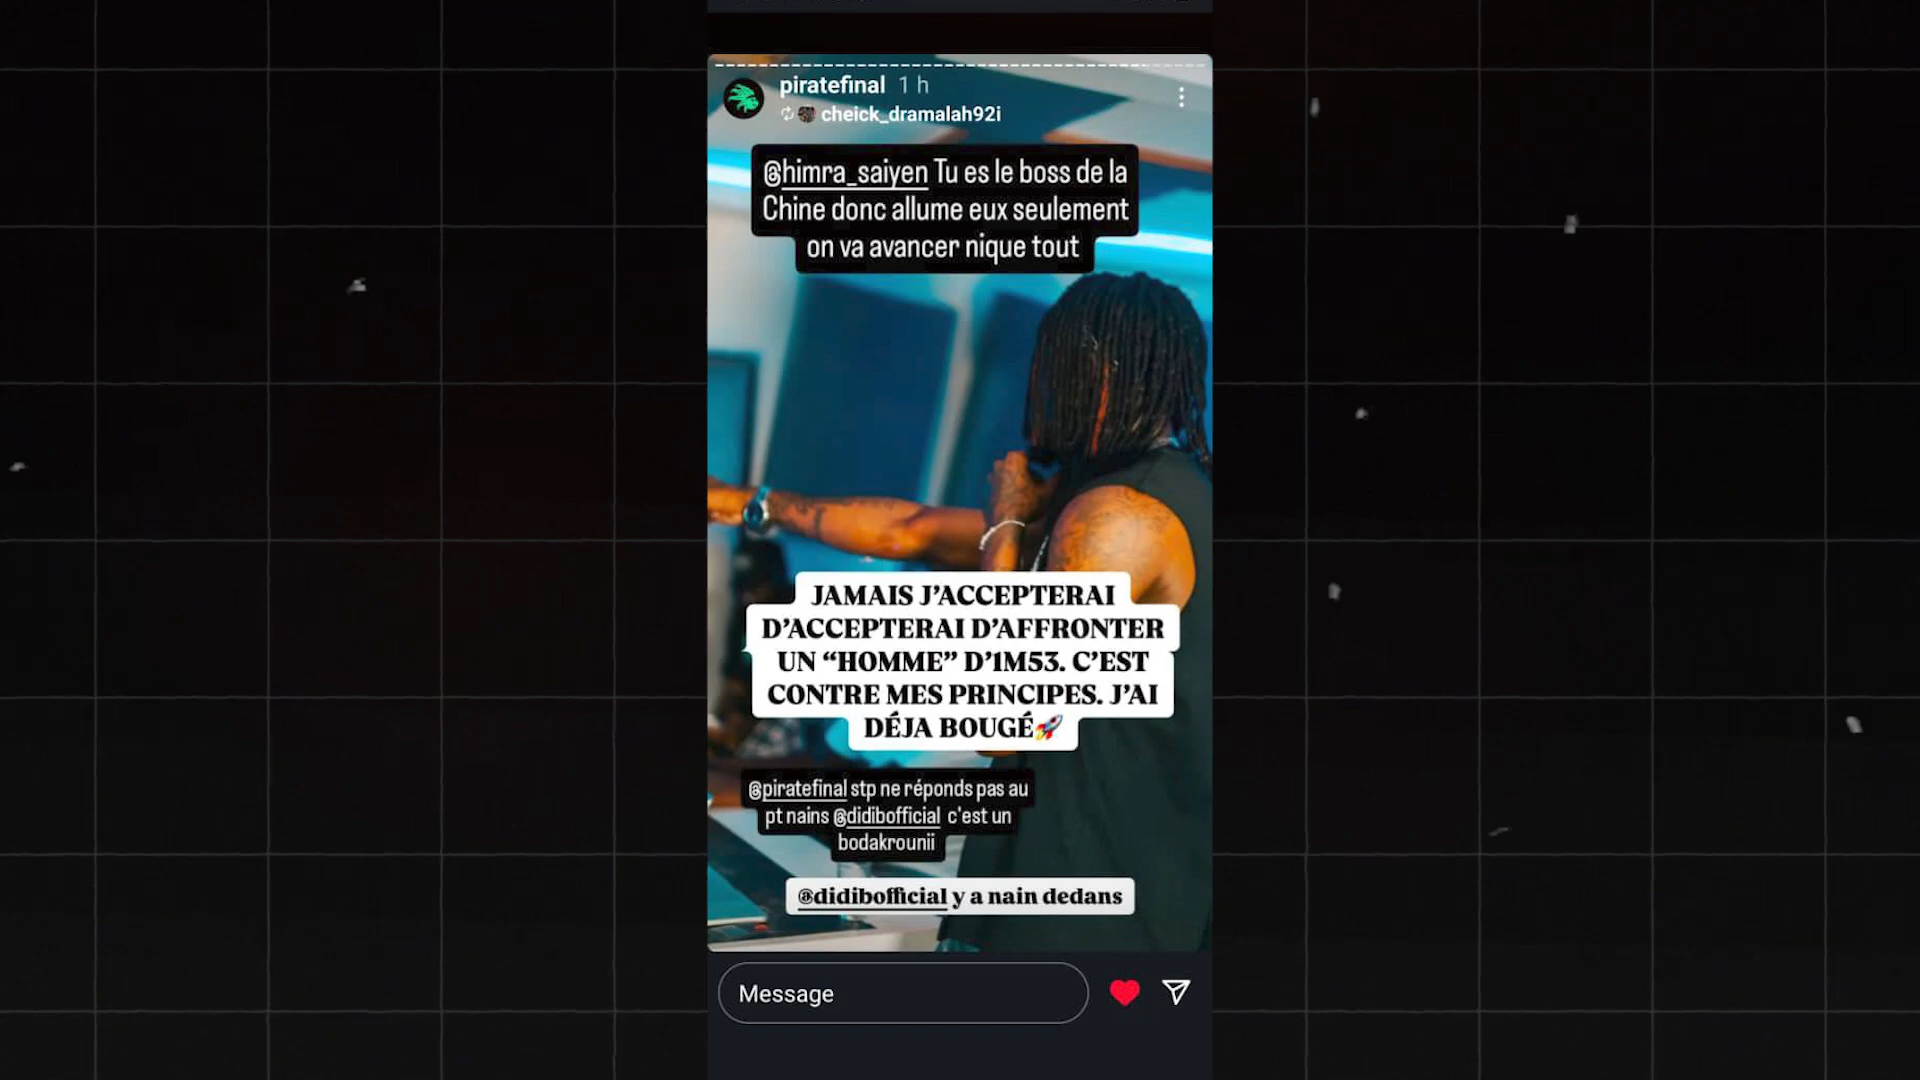 piratefinal 1 h
cheick_dramalah92i
@himra_saiyen Tu es le boss de la
Chine donc allume eux seulement
on va avancer nique tout
JAMAIS J’ACCEPTERAI
D’ACCEPTERAI D’AFFRONTER
UN “HOMME” D’1M53. C’EST
CONTRE MES PRINCIPES. J’AI
DÉJA BOUGÉ🚀
@piratefinal stp ne réponds pas au
pt nains @didibofficial c'est un
bodakrounii
@didibofficial y a nain dedans
Message